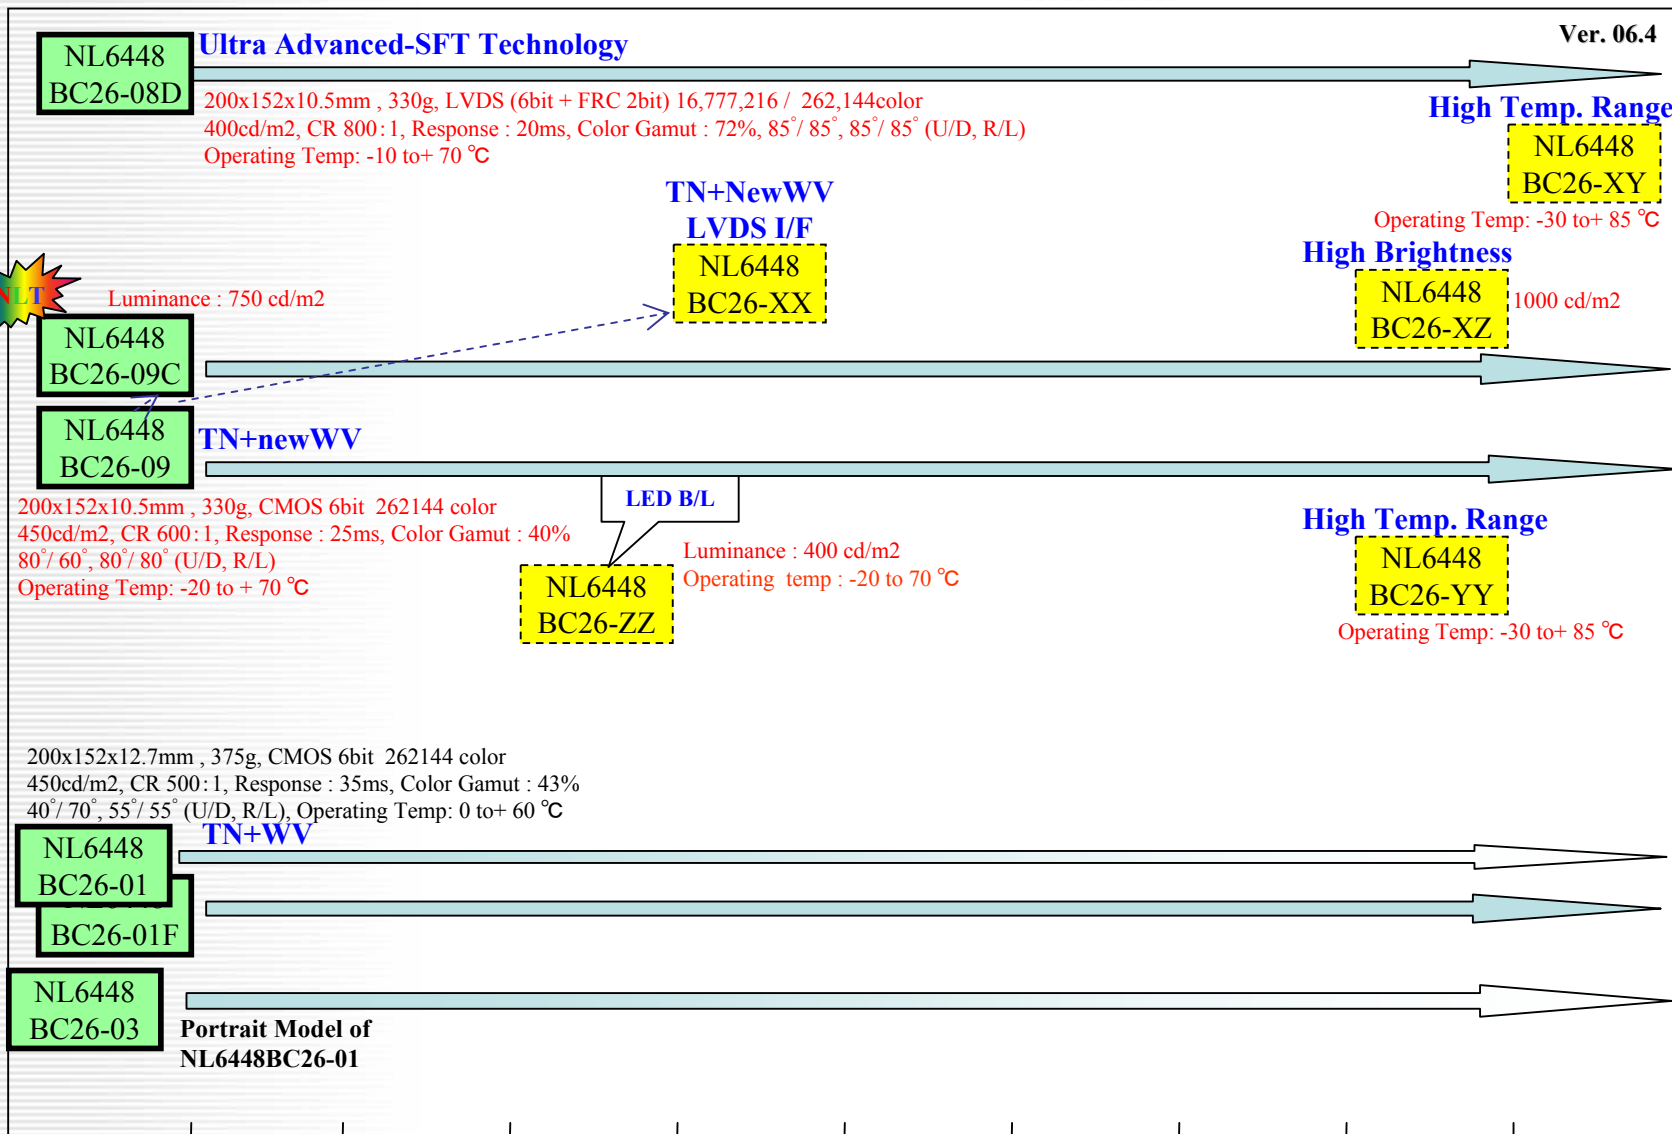 Ver. 06.4
NL6448
BC26-08D
Ultra Advanced-SFT Technology
200x152x10.5mm , 330g, LVDS (6bit + FRC 2bit) 16,777,216 / 262,144color
400cd/m2, CR 800:1, Response : 20ms, Color Gamut : 72%, 85°/ 85°, 85°/ 85° (U/D, R/L)
Operating Temp: -10 to+ 70 °C
High Temp. Range
NL6448
BC26-XY
Operating Temp: -30 to+ 85 °C
TN+NewWV
LVDS I/F
NL6448
BC26-XX
High Brightness
NL6448
BC26-XZ
1000 cd/m2
NLT
Luminance : 750 cd/m2
NL6448
BC26-09C
NL6448
BC26-09
TN+newWV
200x152x10.5mm , 330g, CMOS 6bit 262144 color
450cd/m2, CR 600:1, Response : 25ms, Color Gamut : 40%
80°/ 60°, 80°/ 80° (U/D, R/L)
Operating Temp: -20 to + 70 °C
LED B/L
NL6448
BC26-ZZ
Luminance : 400 cd/m2
Operating temp : -20 to 70 °C
High Temp. Range
NL6448
BC26-YY
Operating Temp: -30 to+ 85 °C
200x152x12.7mm , 375g, CMOS 6bit 262144 color
450cd/m2, CR 500:1, Response : 35ms, Color Gamut : 43%
40°/ 70°, 55°/ 55° (U/D, R/L), Operating Temp: 0 to+ 60 °C
TN+WV
NL6448
BC26-01
BC26-01F
NL6448
BC26-03
Portrait Model of
NL6448BC26-01